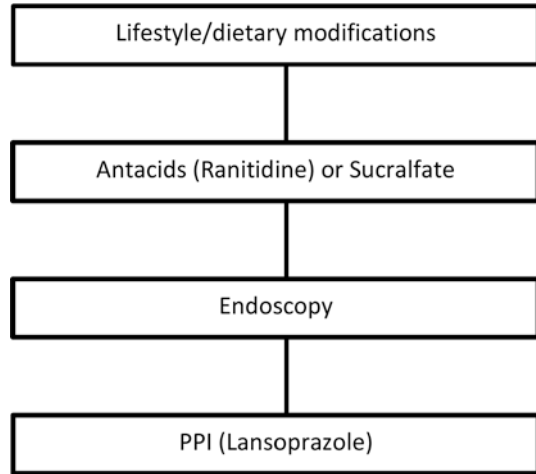 Lifestyle/dietary modifications
Antacids (Ranitidine) or Sucralfate
Endoscopy
PPI (Lansoprazole)